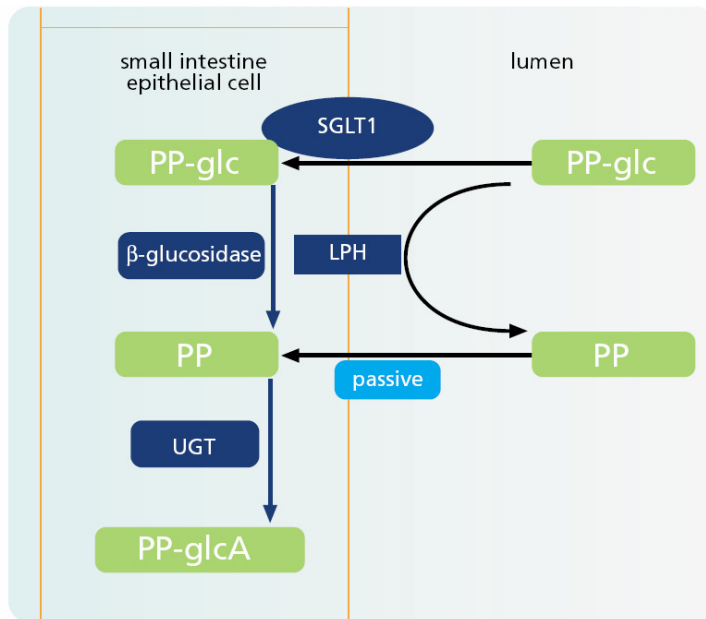 small intestine
epithelial cell
lumen
SGLT1
PP-glc
PP-glc
β-glucosidase
LPH
PP
PP
passive
UGT
PP-glcA